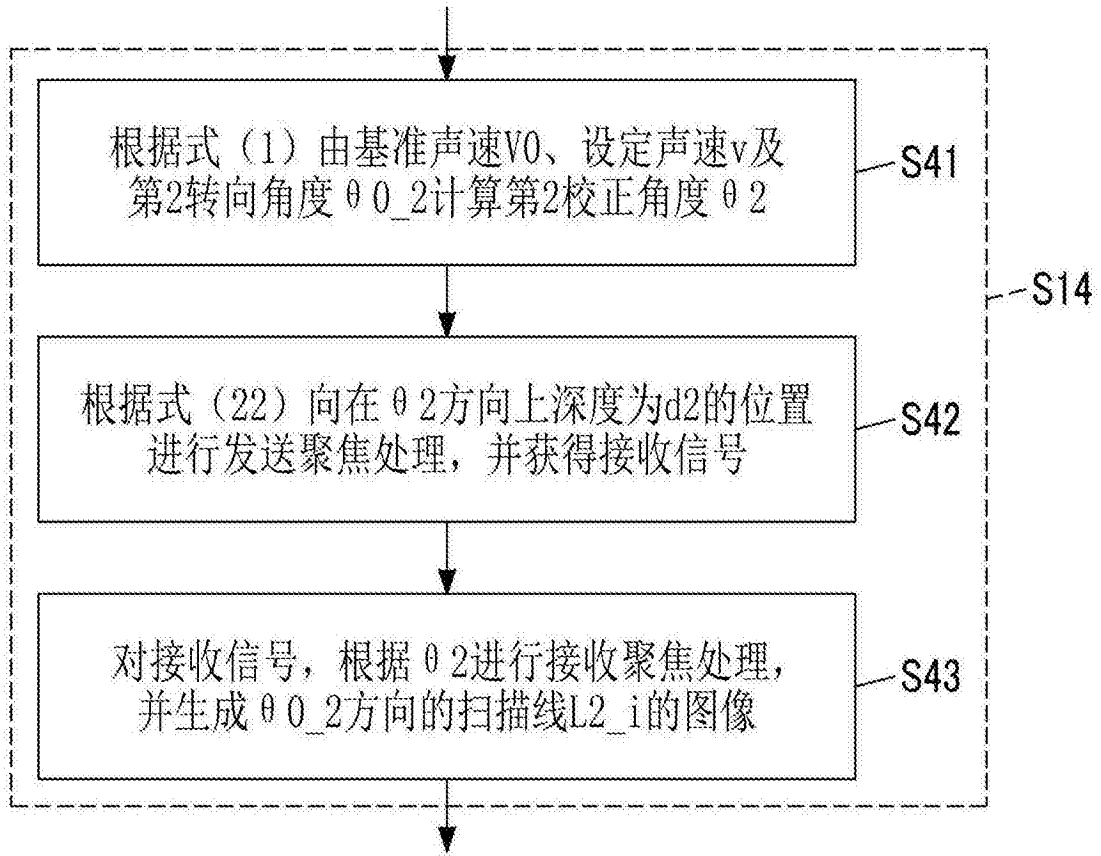 根据式（1）由基准声速V0、设定声速v及
第2转向角度θ0_2计算第2校正角度θ2
S41
S14
根据式（22）向在θ2方向上深度为d2的位置
进行发送聚焦处理，并获得接收信号
S42
对接收信号，根据θ2进行接收聚焦处理，
并生成θ0_2方向的扫描线L2_i的图像
S43